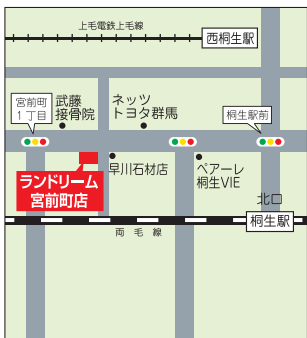 上毛電鉄上毛線
西桐生駅
宮前町
1丁目
武藤
接骨院
ネッツ
トヨタ群馬
桐生駅前
早川石材店
ペアーレ
桐生VIE
ランドリーム
宮前町店
北口
桐生駅
両毛線